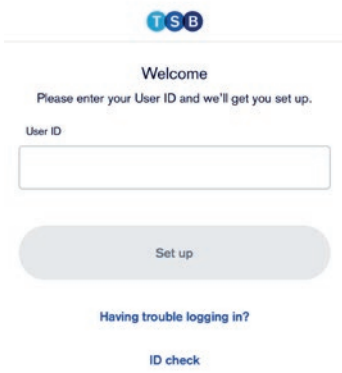 TSB
Welcome
Please enter your User ID and we'll get you set up.
User ID
Set up
Having trouble logging in?
ID check